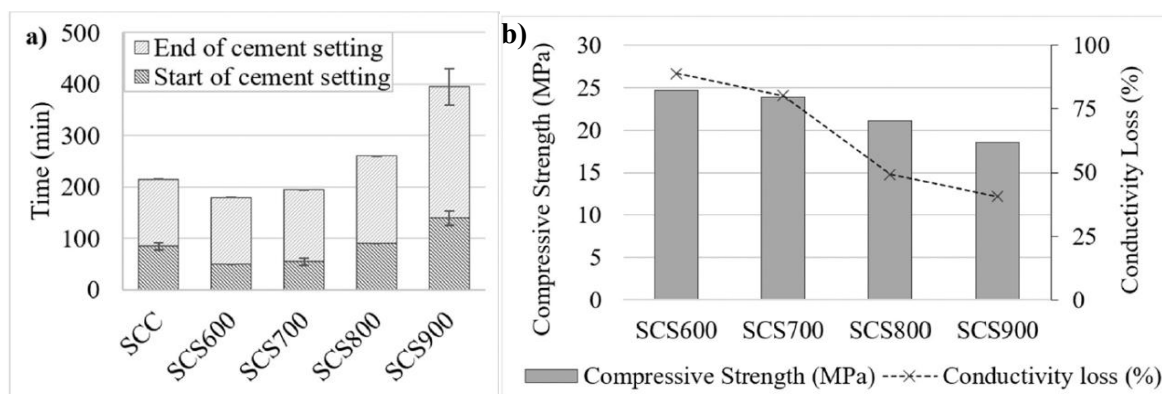 a)
500
400
300
200
100
0
Time (min)
End of cement setting
Start of cement setting
SCC
SCS600
SCS700
SCS800
SCS900
b)
30
25
20
15
10
5
0
Compressive Strength (MPa)
100
75
50
25
0
Conductivity Loss (%)
SCS600 SCS700 SCS800 SCS900
Compressive Strength (MPa) Conductivity loss (%)